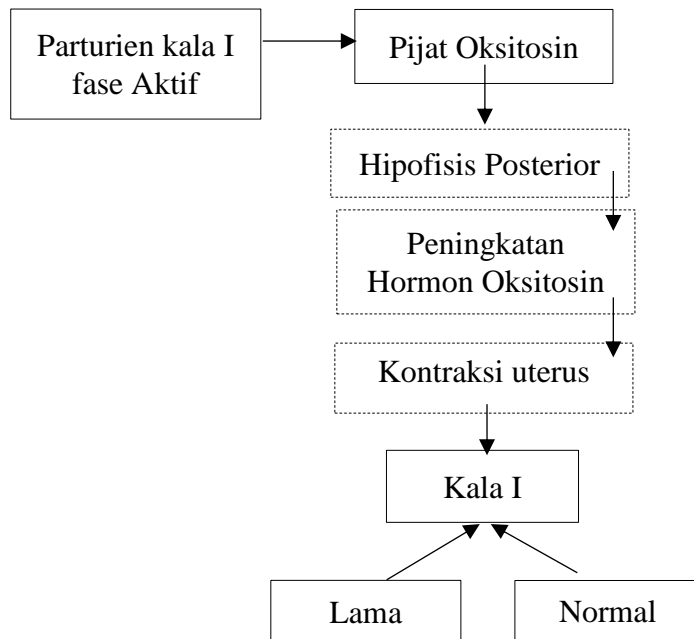 Parturien kala I
fase Aktif
Pijat Oksitosin
Hipofisis Posterior
Peningkatan
Hormon Oksitosin
Kontraksi uterus
Kala I
Lama
Normal